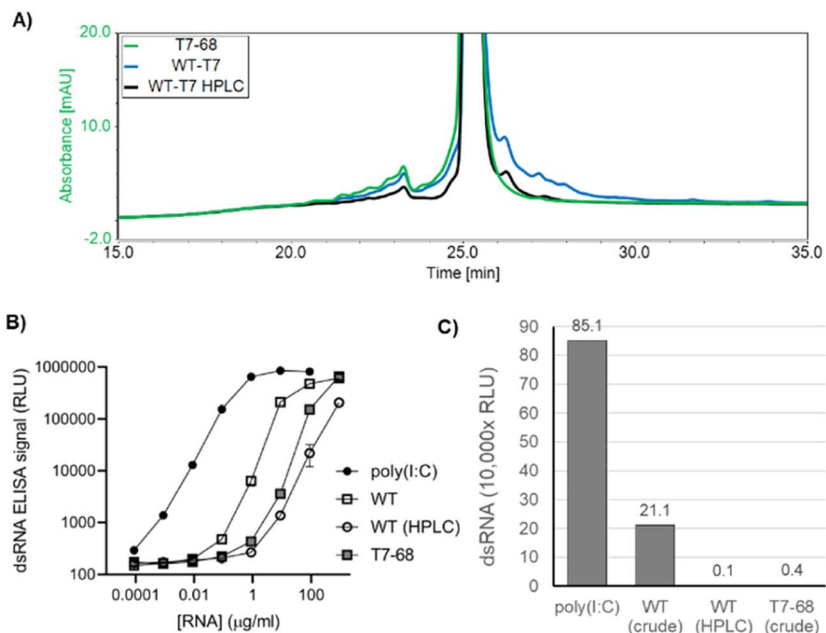 A)
20.0
10.0
-2.0
Absorbance [mAU]
T7-68
WT-T7
WT-T7 HPLC
15.0 20.0 25.0 30.0 35.0
Time [min]
B)
dsRNA ELISA signal (RLU)
1000000
100000
10000
1000
100
0.0001 0.01 1 100
[RNA] (μg/ml)
poly(I:C)
WT
WT (HPLC)
T7-68
C)
dsRNA (10,000x RLU)
90
80
70
60
50
40
30
20
10
0
85.1
21.1
0.1
0.4
poly(I:C) WT WT T7-68
(crude) (HPLC) (crude)